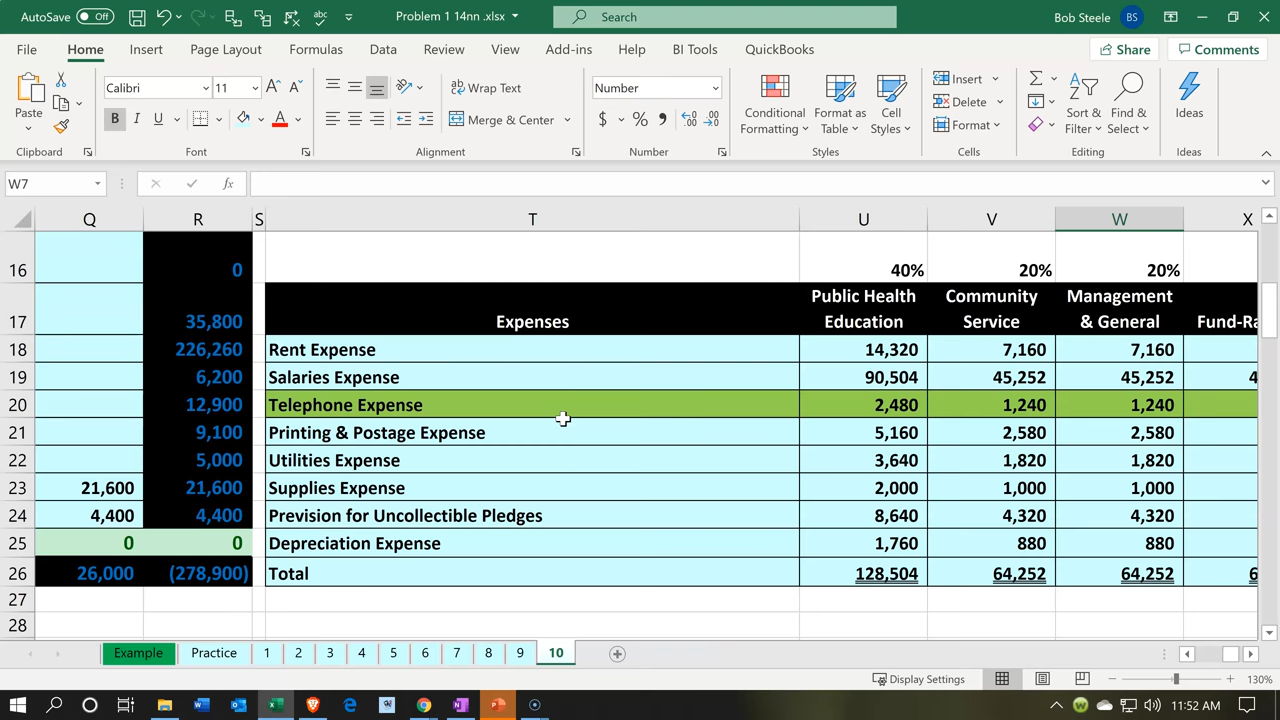 AutoSave Off Problem 1 14nn .xlsx Search Bob Steele BS
File Home Insert Page Layout Formulas Data Review View Add-ins Help BI Tools QuickBooks Share Comments
Calibri 11 Wrap Text Number Insert
Paste Delete Conditional Format as Cell Sort & Find & Ideas
B I U Merge & Center $ % Format Formatting Table Styles Filter Select
Clipboard Font Alignment Number Styles Cells Editing Ideas
W7 fx
Q R S T U V W X
16 0 40% 20% 20%
Public Health Community Management
17 35,800 Expenses Education Service & General Fund-Ra
18 226,260 Rent Expense 14,320 7,160 7,160
19 6,200 Salaries Expense 90,504 45,252 45,252 4
20 12,900 Telephone Expense 2,480 1,240 1,240
21 9,100 Printing & Postage Expense 5,160 2,580 2,580
22 5,000 Utilities Expense 3,640 1,820 1,820
23 21,600 21,600 Supplies Expense 2,000 1,000 1,000
24 4,400 4,400 Prevision for Uncollectible Pledges 8,640 4,320 4,320
25 0 0 Depreciation Expense 1,760 880 880
26 26,000 (278,900) Total 128,504 64,252 64,252 6
27
28
Example Practice 1 2 3 4 5 6 7 8 9 10
Display Settings 130%
11:52 AM